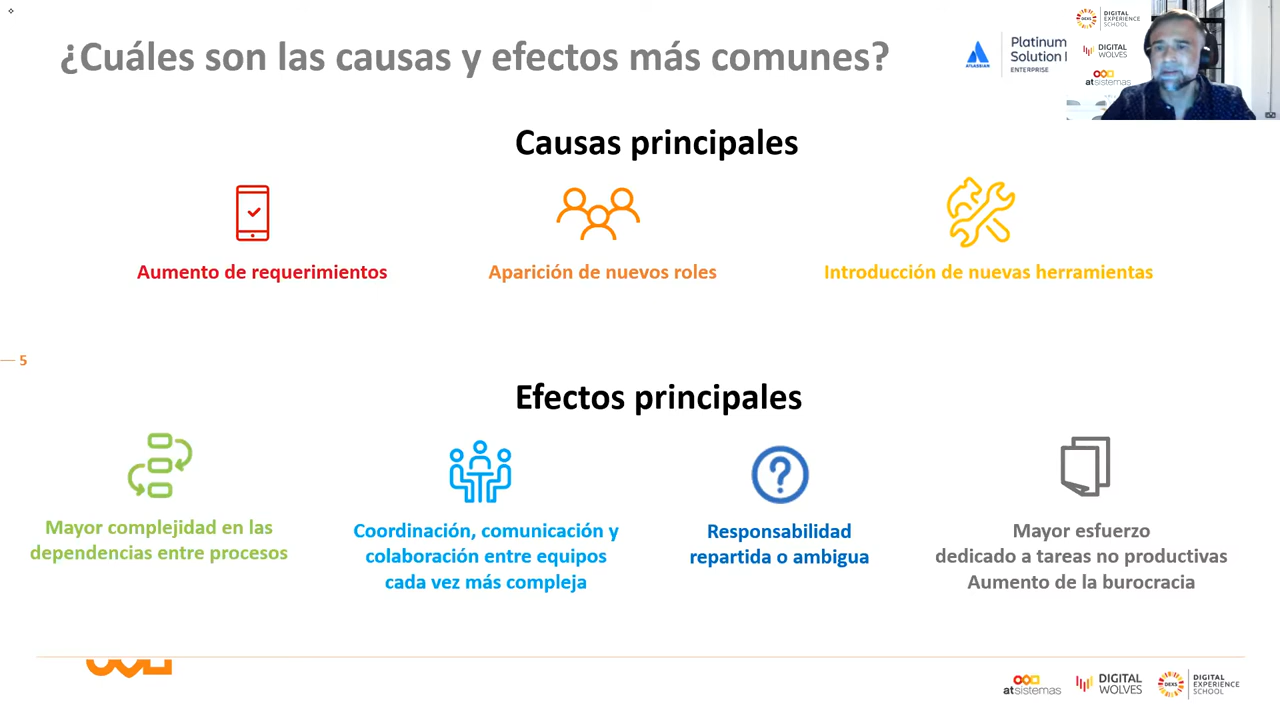 ¿Cuáles son las causas y efectos más comunes?
ATLASSIAN
Platinum
Solution
ENTERPRISE
DEXS
DIGITAL
EXPERIENCE
SCHOOL
DIGITAL
WOLVES
atsistemas
Causas principales
Aumento de requerimientos
Aparición de nuevos roles
Introducción de nuevas herramientas
5
Efectos principales
Mayor complejidad en las
dependencias entre procesos
Coordinación, comunicación y
colaboración entre equipos
cada vez más compleja
Responsabilidad
repartida o ambigua
Mayor esfuerzo
dedicado a tareas no productivas
Aumento de la burocracia
atsistemas
DIGITAL
WOLVES
DEXS
DIGITAL
EXPERIENCE
SCHOOL